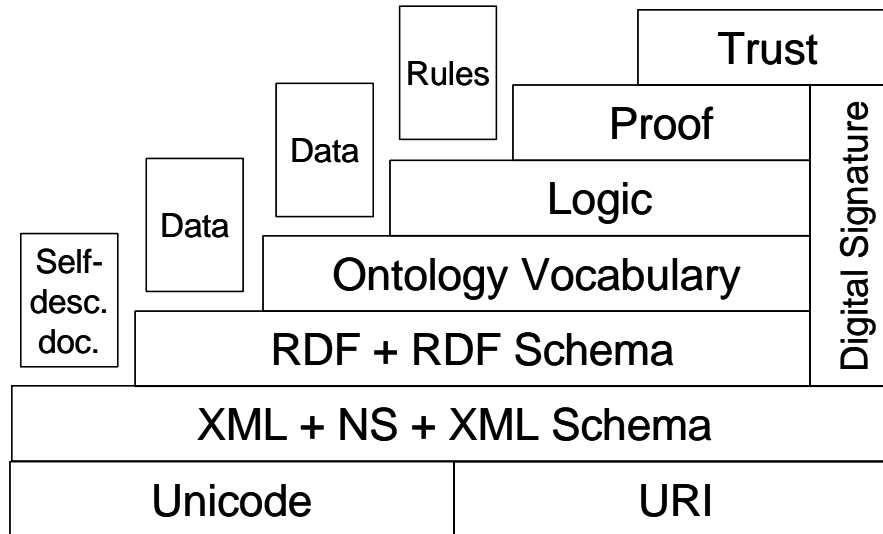 Trust
Rules
Proof
Data
Logic
Data
Ontology Vocabulary
Digital Signature
Self-
desc.
doc.
RDF + RDF Schema
XML + NS + XML Schema
Unicode
URI